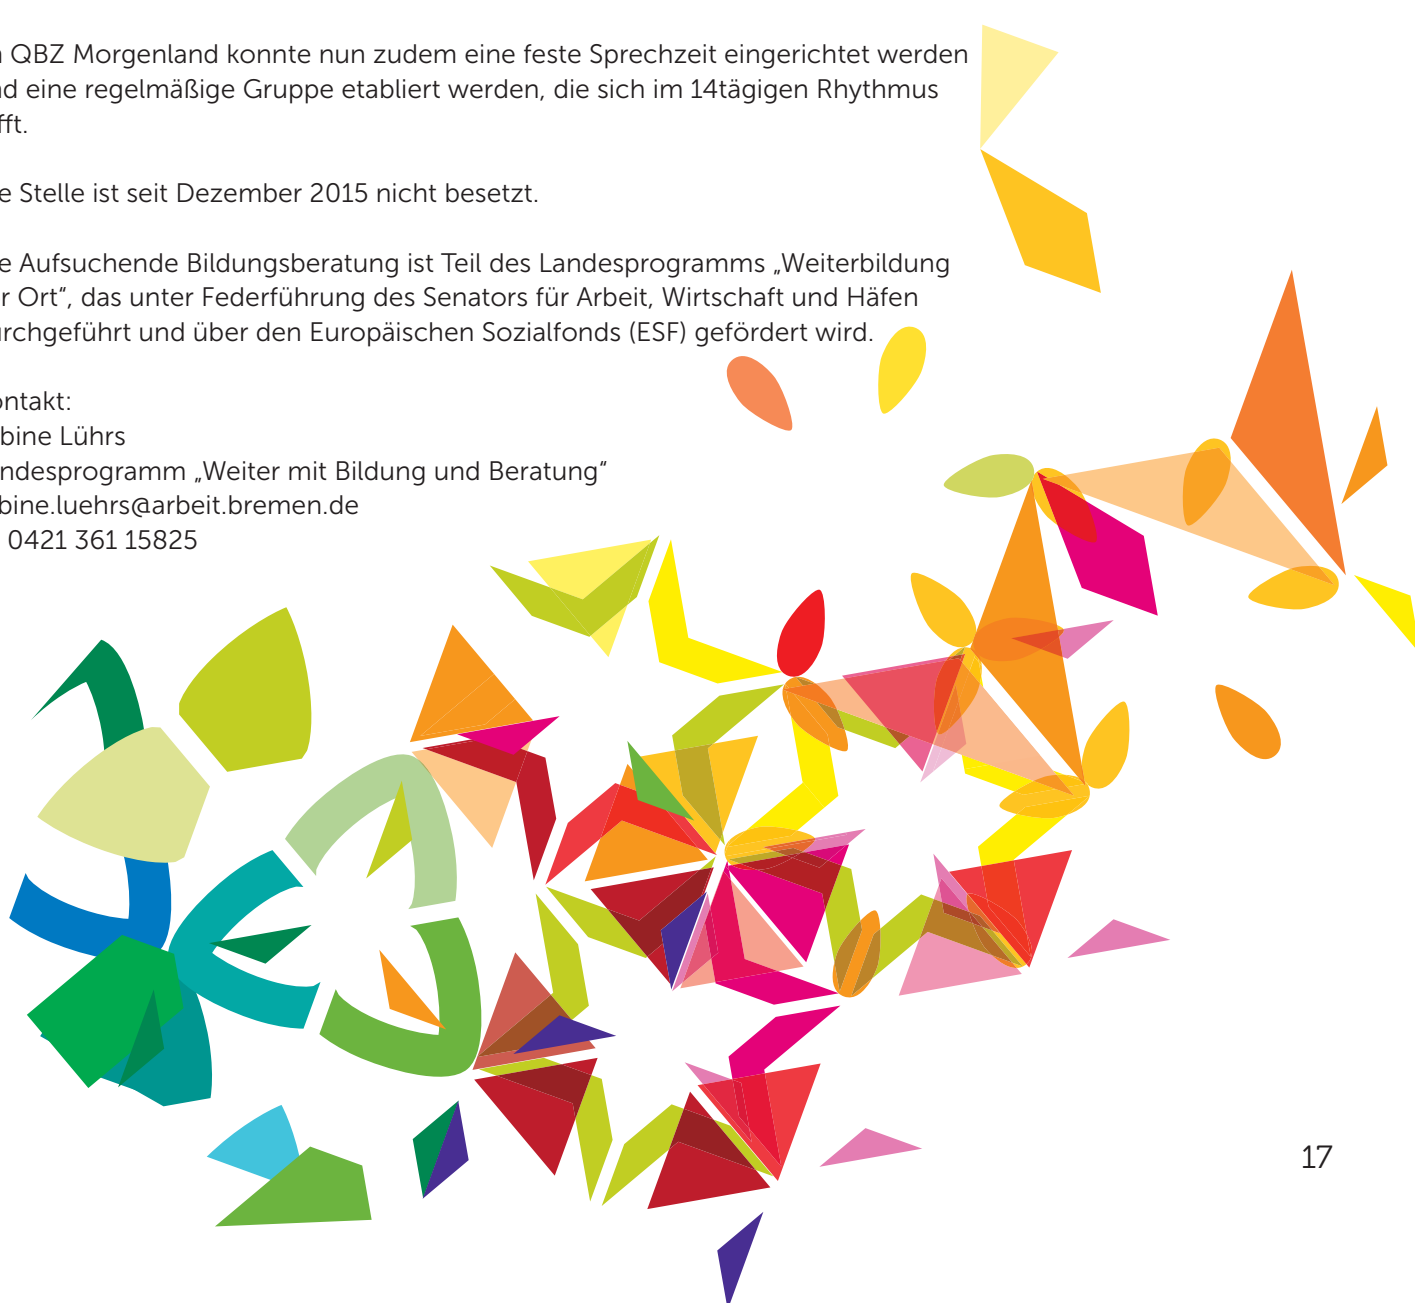 QBZ Morgenland konnte nun zudem eine feste Sprechzeit eingerichtet werden
d eine regelmäßige Gruppe etabliert werden, die sich im 14tägigen Rhythmus
fft.
e Stelle ist seit Dezember 2015 nicht besetzt.
e Aufsuchende Bildungsberatung ist Teil des Landesprogramms „Weiterbildung
r Ort“, das unter Federführung des Senators für Arbeit, Wirtschaft und Häfen
urchgeführt und über den Europäischen Sozialfonds (ESF) gefördert wird.
ontakt:
bine Lührs
ndesprogramm „Weiter mit Bildung und Beratung“
bine.luehrs@arbeit.bremen.de
0421 361 15825
17